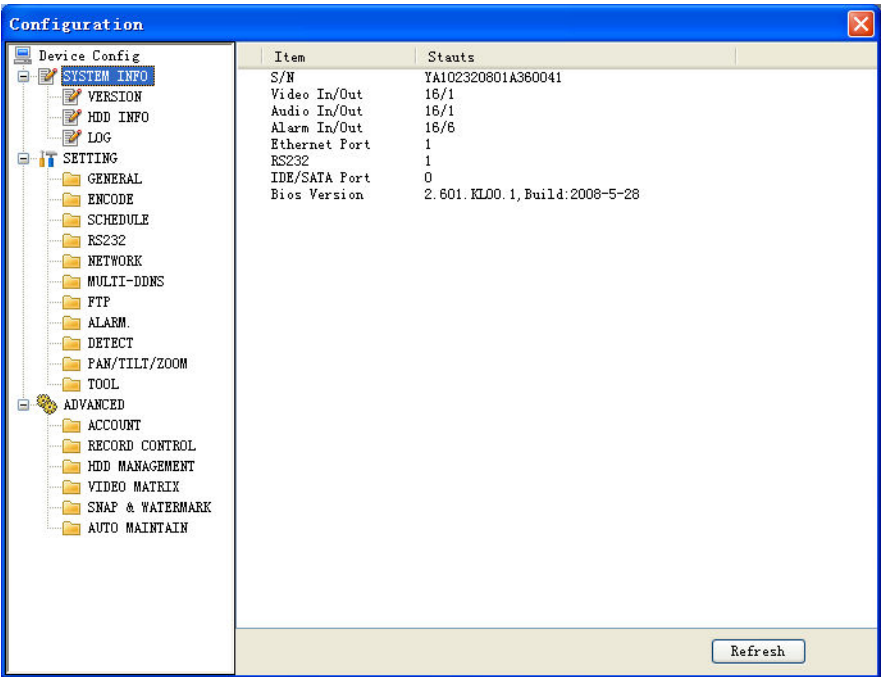 Configuration
Device Config
SYSTEM INFO
VERSION
HDD INFO
LOG
SETTING
GENERAL
ENCODE
SCHEDULE
RS232
NETWORK
MULTI-DDNS
FTP
ALARM.
DETECT
PAN/TILT/ZOOM
TOOL
ADVANCED
ACCOUNT
RECORD CONTROL
HDD MANAGEMENT
VIDEO MATRIX
SNAP & WATERMARK
AUTO MAINTAIN
Item Stauts
S/N YA102320801A360041
Video In/Out 16/1
Audio In/Out 16/1
Alarm In/Out 16/6
Ethernet Port 1
RS232 1
IDE/SATA Port 0
Bios Version 2.601.KL00.1,Build:2008-5-28
Refresh